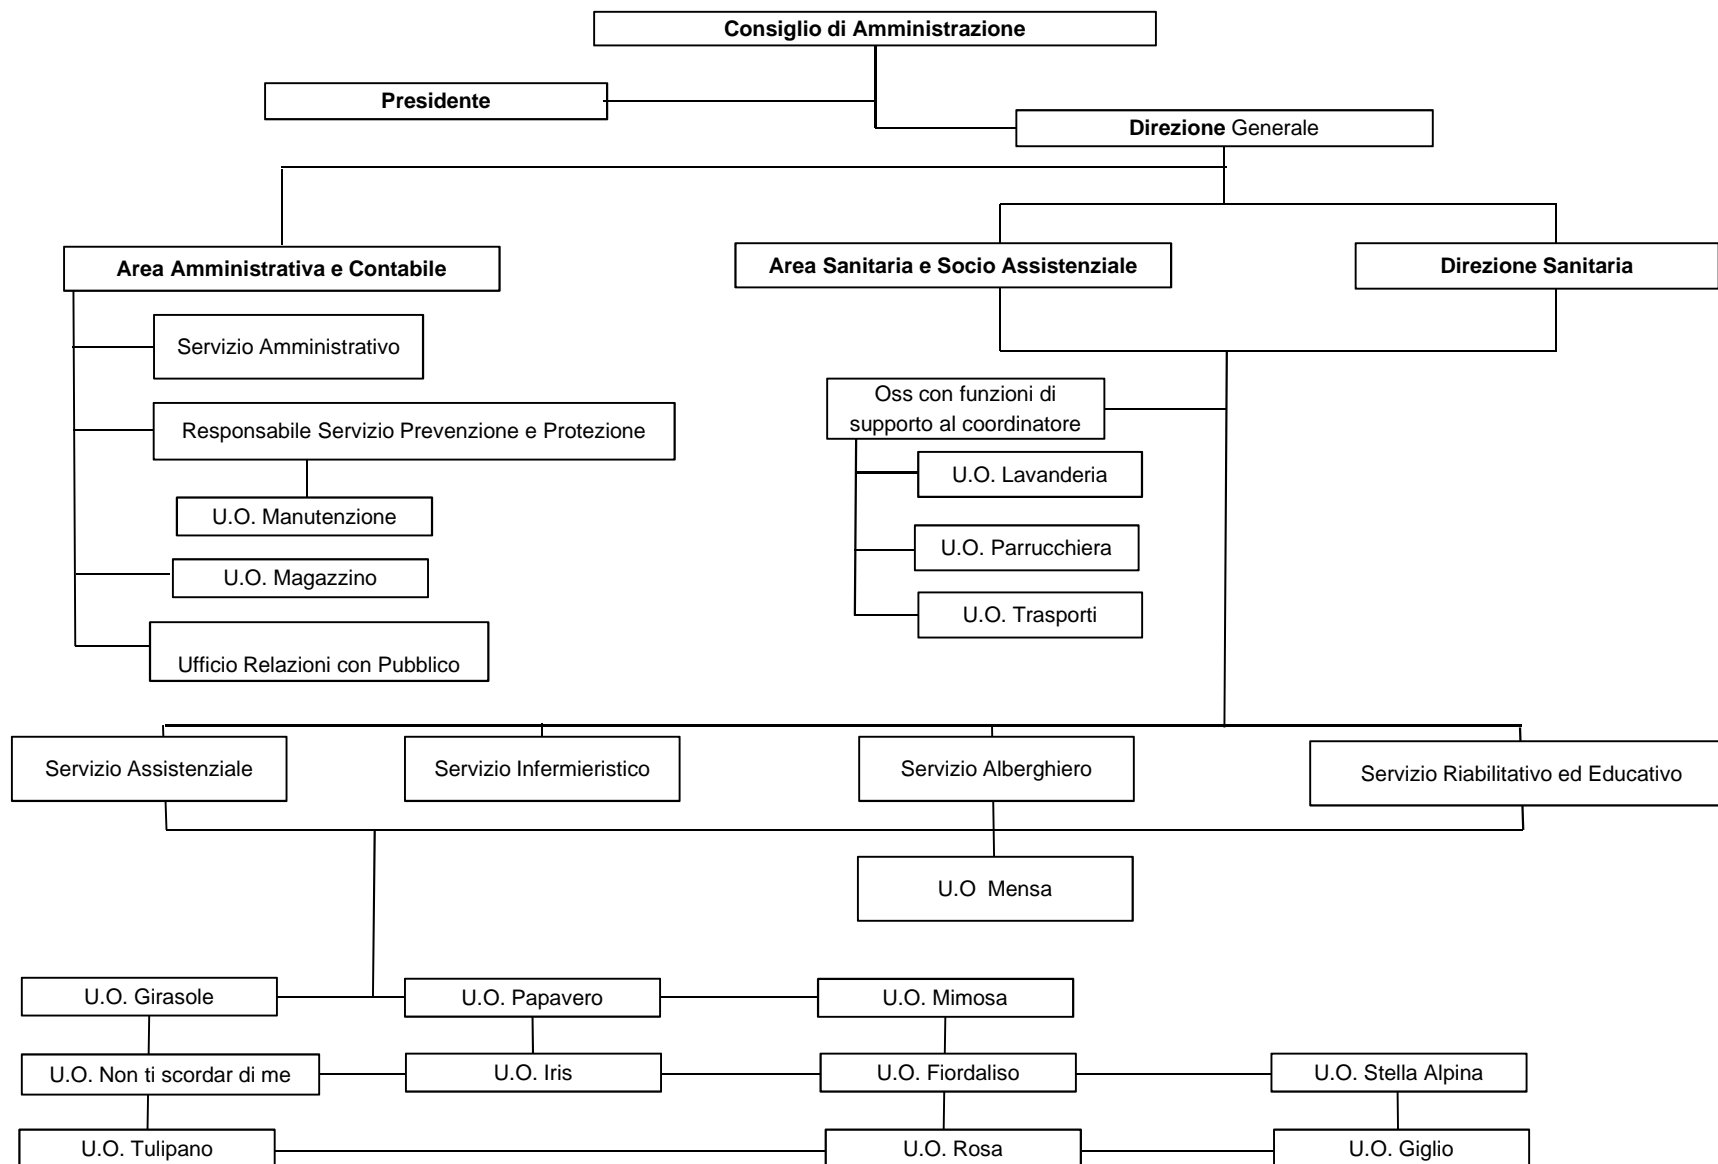 Consiglio di Amministrazione
Presidente
Direzione Generale
Area Amministrativa e Contabile
Area Sanitaria e Socio Assistenziale
Direzione Sanitaria
Servizio Amministrativo
Oss con funzioni di
supporto al coordinatore
Responsabile Servizio Prevenzione e Protezione
U.O. Lavanderia
U.O. Manutenzione
U.O. Parrucchiera
U.O. Magazzino
U.O. Trasporti
Ufficio Relazioni con Pubblico
Servizio Assistenziale
Servizio Infermieristico
Servizio Alberghiero
Servizio Riabilitativo ed Educativo
U.O Mensa
U.O. Girasole
U.O. Papavero
U.O. Mimosa
U.O. Non ti scordar di me
U.O. Iris
U.O. Fiordaliso
U.O. Stella Alpina
U.O. Tulipano
U.O. Rosa
U.O. Giglio